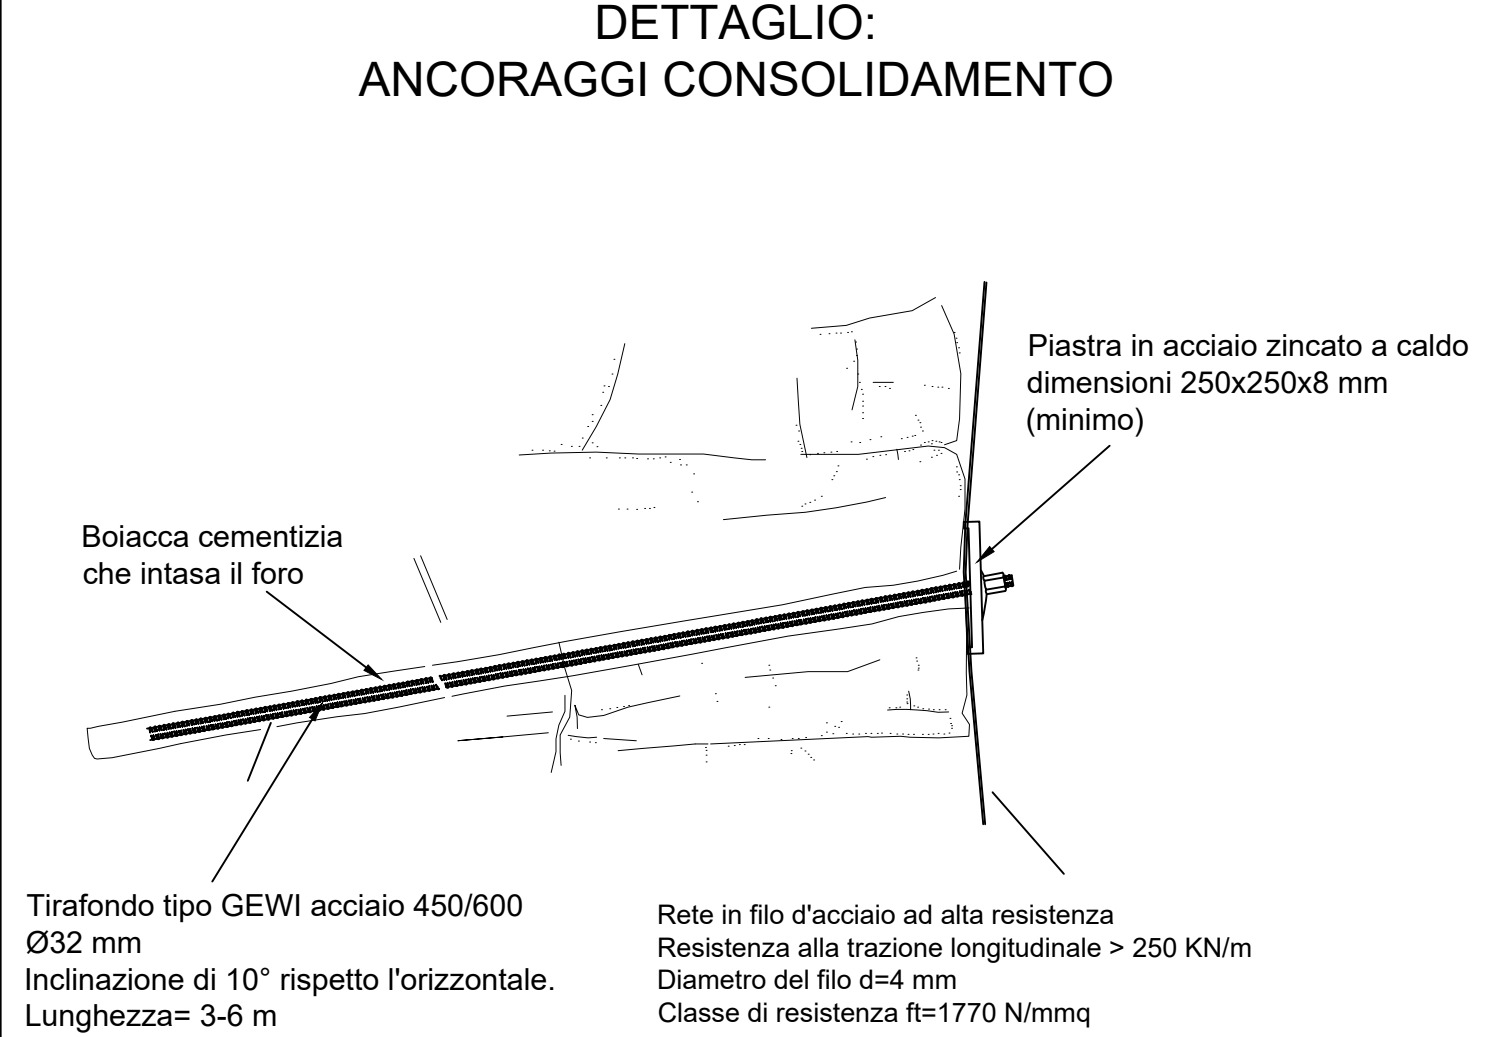 DETTAGLIO:
ANCORAGGI CONSOLIDAMENTO
Piastra in acciaio zincato a caldo
dimensioni 250x250x8 mm
(minimo)
Boiacca cementizia
che intasa il foro
Tirafondo tipo GEWI acciaio 450/600
Ø32 mm
Inclinazione di 10° rispetto l'orizzontale.
Lunghezza= 3-6 m
Rete in filo d'acciaio ad alta resistenza
Resistenza alla trazione longitudinale > 250 KN/m
Diametro del filo d=4 mm
Classe di resistenza ft=1770 N/mmq